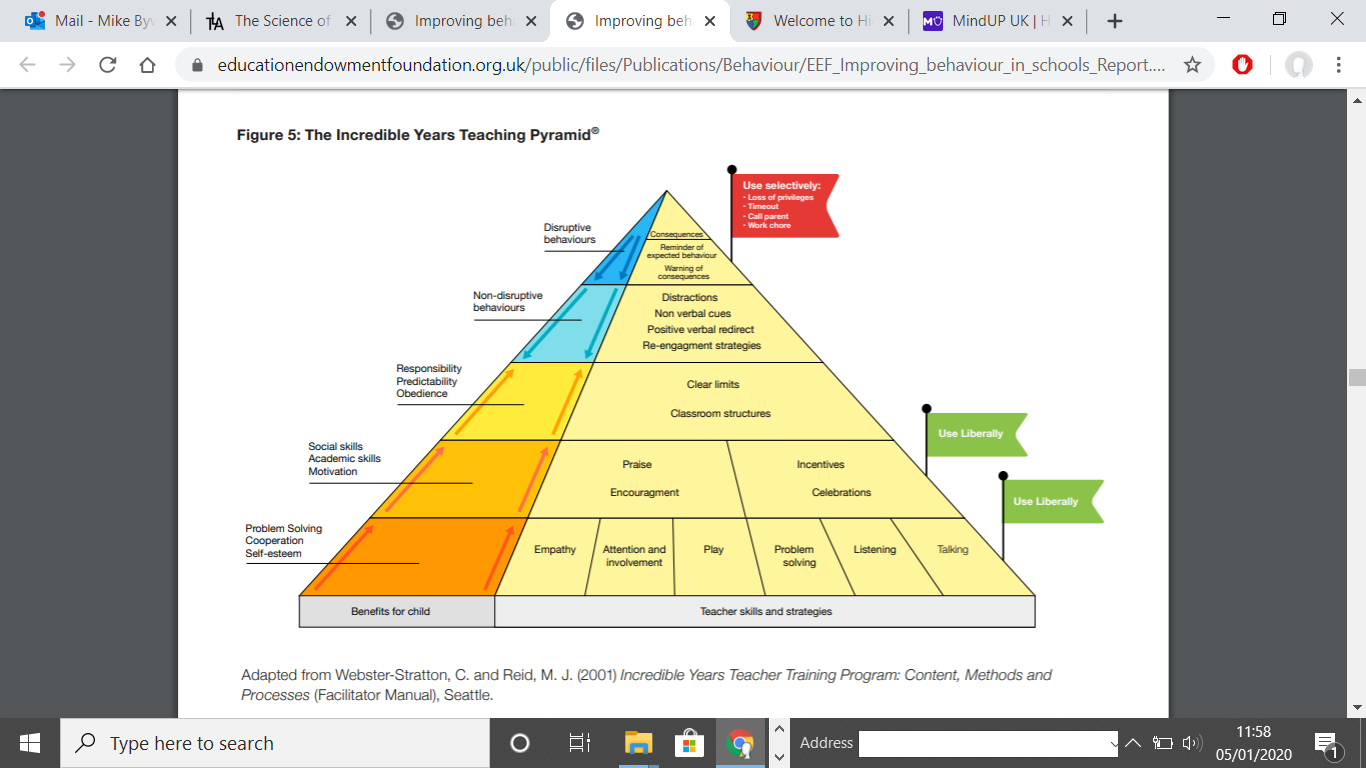 Mail - Mike Byw
The Science of
Improving beh
Improving beh
Welcome to Hi
MindUP UK | H
educationendowmentfoundation.org.uk/public/files/Publications/Behaviour/EEF_Improving_behaviour_in_schools_Report....
Figure 5: The Incredible Years Teaching Pyramid®
Use selectively:
- Loss of privileges
- Timeout
- Call parent
- Work chore
Disruptive
behaviours
Consequences
Reminder of
expected behaviour
Warning of
consequences
Non-disruptive
behaviours
Distractions
Non verbal cues
Positive verbal redirect
Re-engagment strategies
Responsibility
Predictability
Obedience
Clear limits
Classroom structures
Use Liberally
Social skills
Academic skills
Motivation
Praise
Encouragment
Incentives
Celebrations
Use Liberally
Problem Solving
Cooperation
Self-esteem
Empathy
Attention and
involvement
Play
Problem
solving
Listening
Talking
Benefits for child
Teacher skills and strategies
Adapted from Webster-Stratton, C. and Reid, M. J. (2001) Incredible Years Teacher Training Program: Content, Methods and
Processes (Facilitator Manual), Seattle.
Type here to search
Address
11:58
05/01/2020
1